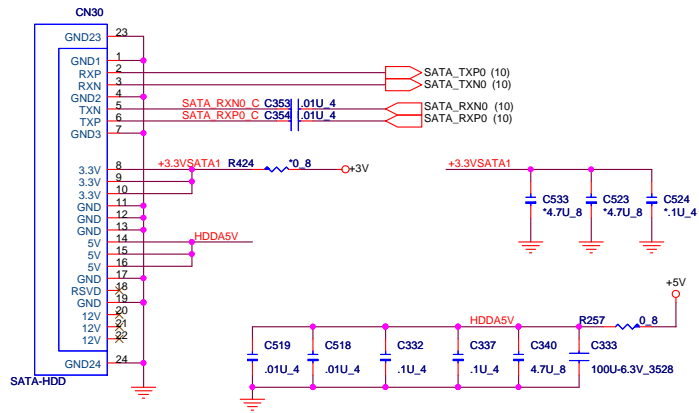 CN30
GND23 23
GND1 1
RXP 2 SATA_TXP0 (10)
RXN 3 SATA_TXN0 (10)
GND2 4
TXN 5 SATA_RXN0_C C353 .01U_4 SATA_RXN0 (10)
TXP 6 SATA_RXP0_C C354 .01U_4 SATA_RXP0 (10)
GND3 7
3.3V 8 +3.3VSATA1 R424 *0_8 +3V +3.3VSATA1
3.3V 9
3.3V 10
GND 11 C533 C523 C524
GND 12 *4.7U_8 *4.7U_8 *.1U_4
GND 13
5V 14 HDDA5V
5V 15
5V 16
GND 17
RSVD 18 +5V
GND 19
12V 20
12V 21 HDDA5V R257 0_8
12V 22
C519 C518 C332 C337 C340 C333
GND24 24 .01U_4 .01U_4 .1U_4 .1U_4 4.7U_8 100U-6.3V_3528
SATA-HDD